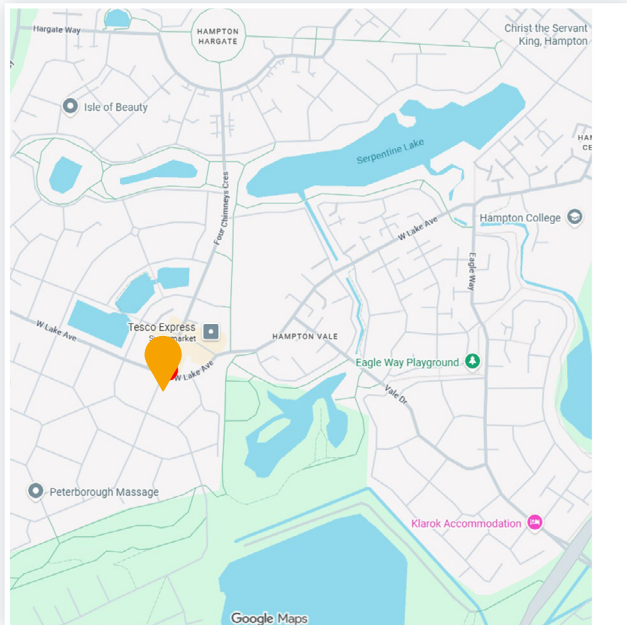 Hargate Way
HAMPTON
HARGATE
Christ the Servant
King, Hampton
Isle of Beauty
Serpentine Lake
Four Chimneys Cres
W Lake Ave
Hampton College
Eagle Way
W Lake Ave
Tesco Express
HAMPTON VALE
W Lake Ave
Eagle Way Playground
Vale Dr
Peterborough Massage
Klarok Accommodation
Google Maps